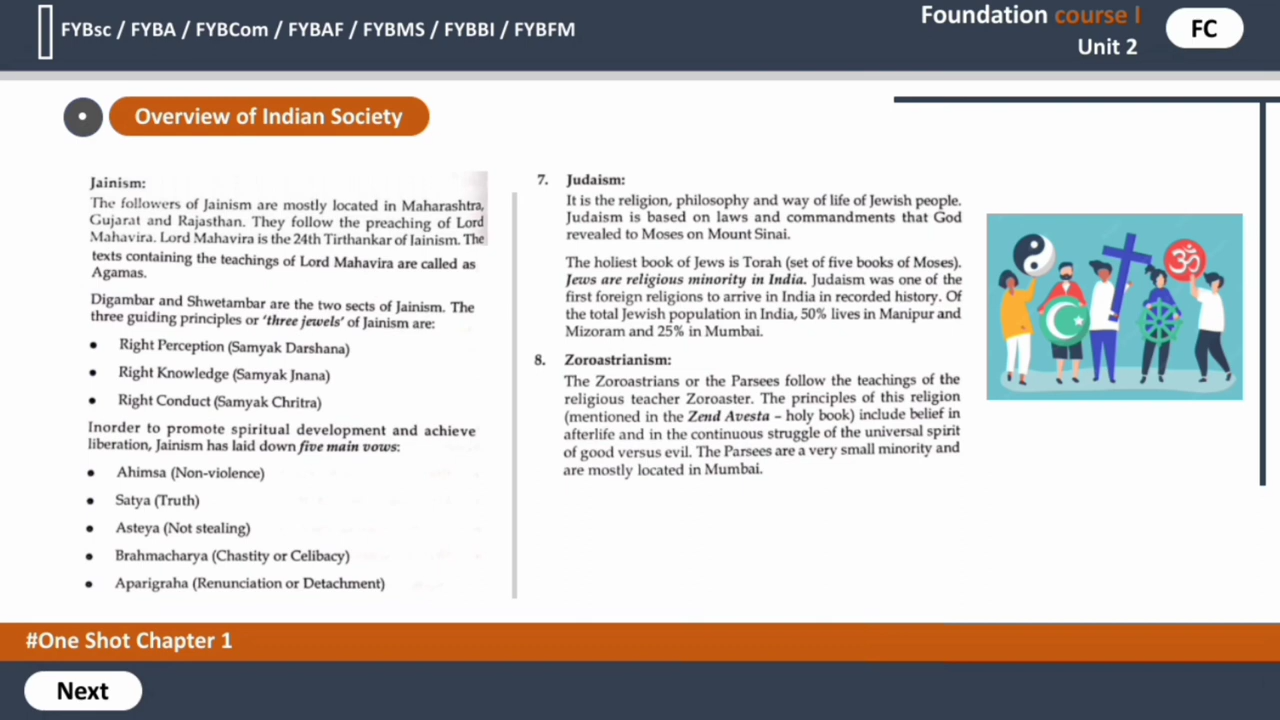 FYBsc / FYBA / FYBCom / FYBAF / FYBMS / FYBBI / FYBFM
Foundation course I
Unit 2
FC
Overview of Indian Society
Jainism:
The followers of Jainism are mostly located in Maharashtra,
Gujarat and Rajasthan. They follow the preaching of Lord
Mahavira. Lord Mahavira is the 24th Tirthankar of Jainism. The
texts containing the teachings of Lord Mahavira are called as
Agamas.
Digambar and Shwetambar are the two sects of Jainism. The
three guiding principles or 'three jewels' of Jainism are:
• Right Perception (Samyak Darshana)
• Right Knowledge (Samyak Jnana)
• Right Conduct (Samyak Chritra)
Inorder to promote spiritual development and achieve
liberation, Jainism has laid down five main vows:
• Ahimsa (Non-violence)
• Satya (Truth)
• Asteya (Not stealing)
• Brahmacharya (Chastity or Celibacy)
• Aparigraha (Renunciation or Detachment)
7. Judaism:
It is the religion, philosophy and way of life of Jewish people.
Judaism is based on laws and commandments that God
revealed to Moses on Mount Sinai.
The holiest book of Jews is Torah (set of five books of Moses).
Jews are religious minority in India. Judaism was one of the
first foreign religions to arrive in India in recorded history. Of
the total Jewish population in India, 50% lives in Manipur and
Mizoram and 25% in Mumbai.
8. Zoroastrianism:
The Zoroastrians or the Parsees follow the teachings of the
religious teacher Zoroaster. The principles of this religion
(mentioned in the Zend Avesta – holy book) include belief in
afterlife and in the continuous struggle of the universal spirit
of good versus evil. The Parsees are a very small minority and
are mostly located in Mumbai.
ॐ
#One Shot Chapter 1
Next